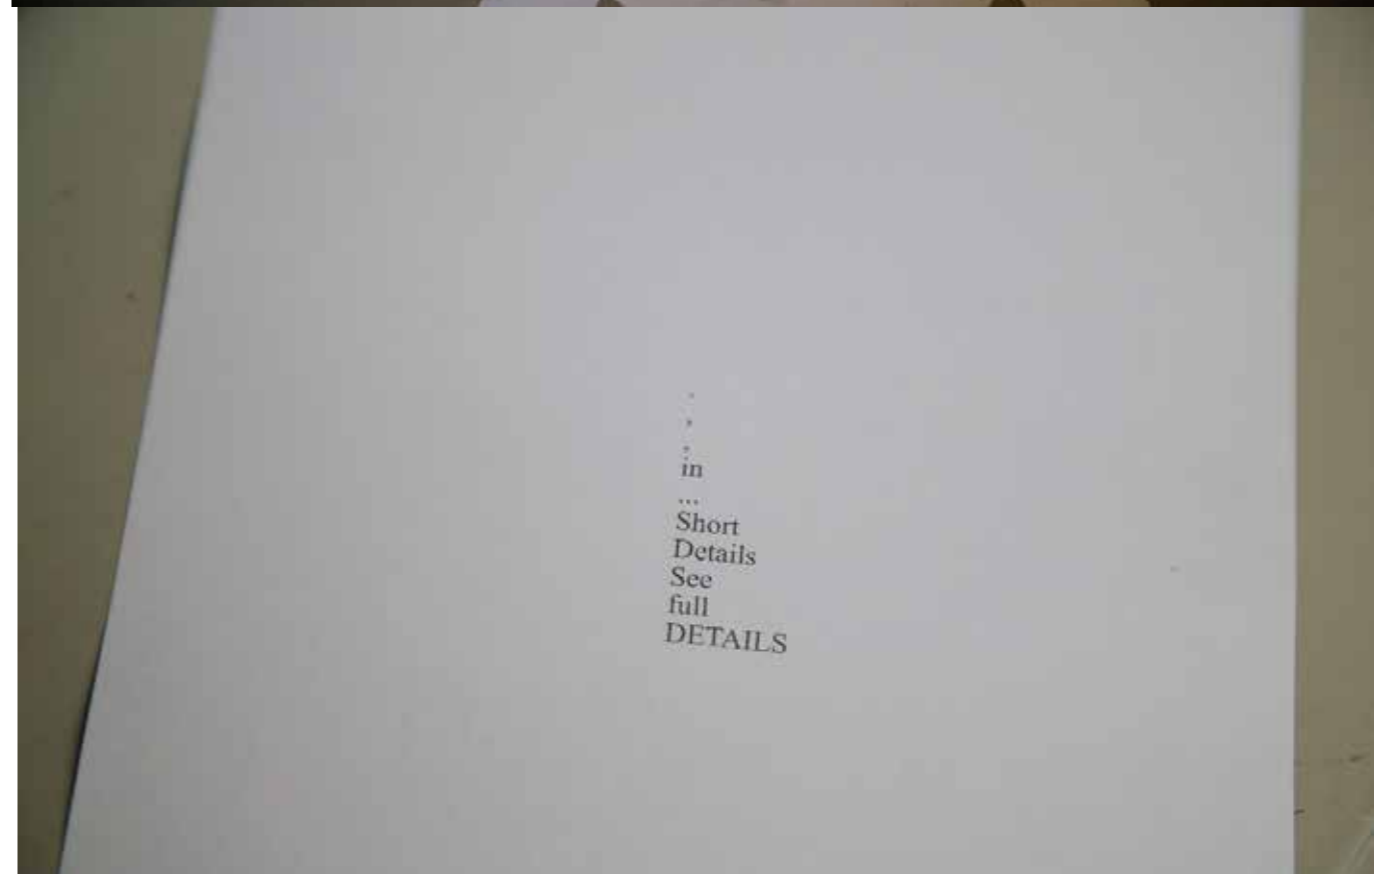 .
,
:
in
...
Short
Details
See
full
DETAILS